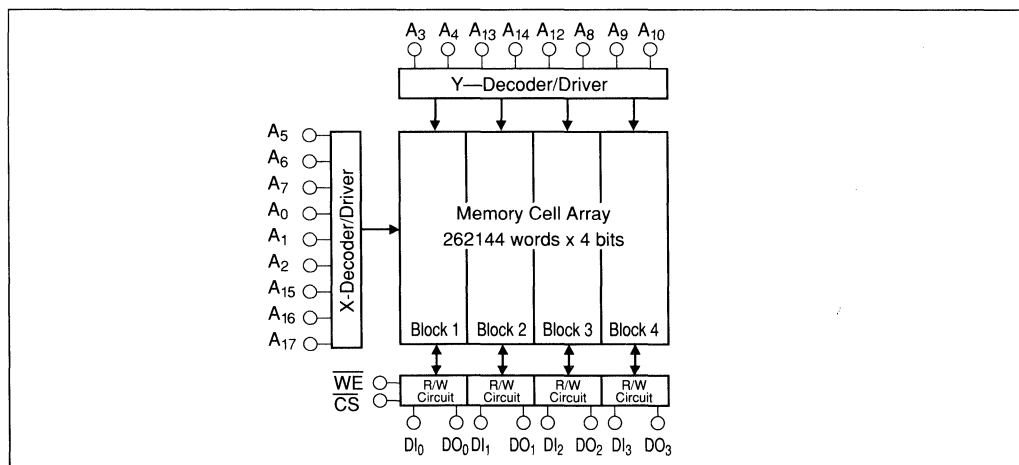 A3 A4 A13 A14 A12 A8 A9 A10
Y—Decoder/Driver
A5
A6
A7
A0
A1
A2
A15
A16
A17
X-Decoder/Driver
Memory Cell Array
262144 words x 4 bits
Block 1 Block 2 Block 3 Block 4
WE
CS
R/W Circuit
R/W Circuit
R/W Circuit
R/W Circuit
DI0 DO0 DI1 DO1 DI2 DO2 DI3 DO3